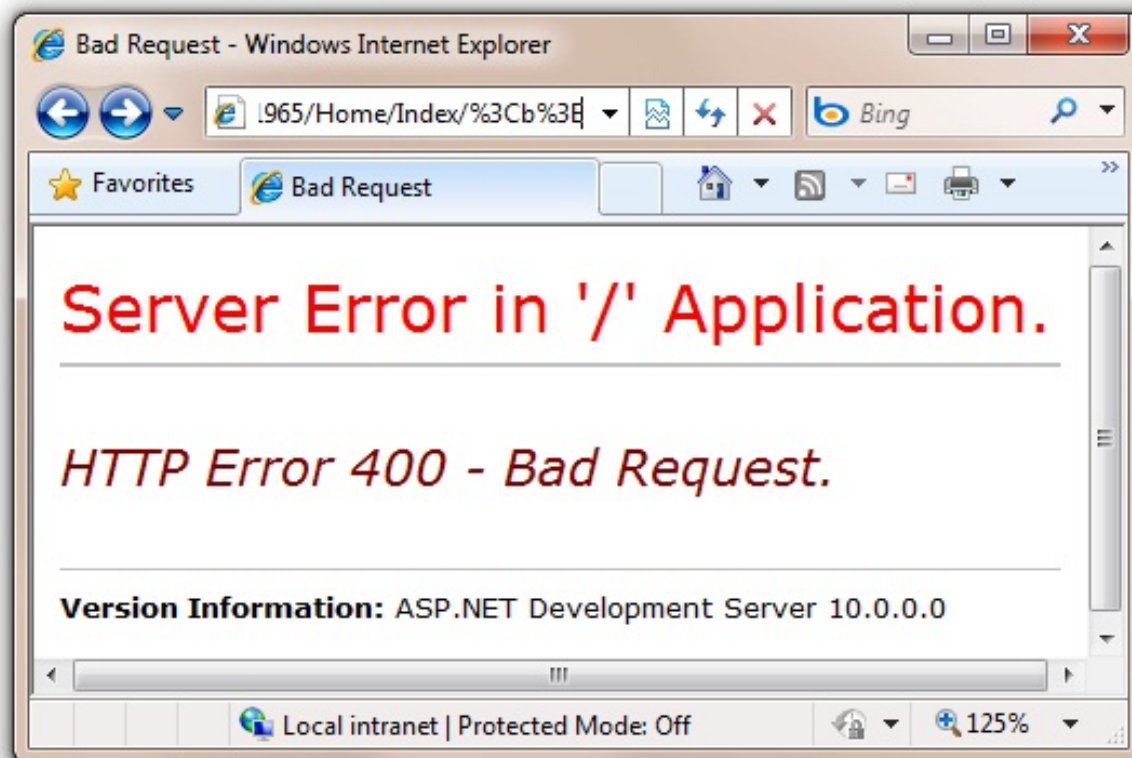 Bad Request - Windows Internet Explorer
1965/Home/Index/%3Cb%3E
Bing
Favorites
Bad Request
Server Error in '/' Application.
HTTP Error 400 - Bad Request.
Version Information: ASP.NET Development Server 10.0.0.0
Local intranet | Protected Mode: Off
125%